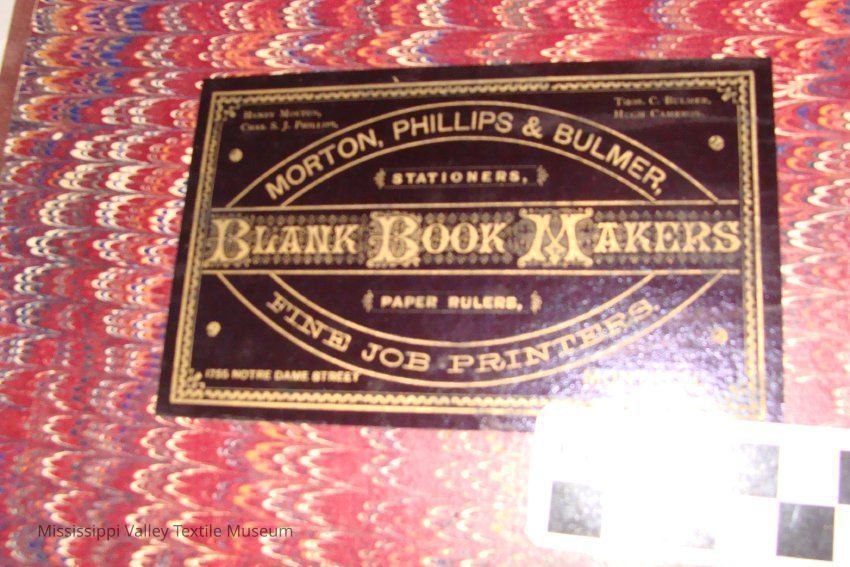 Henry Morton,
Chas. S. J. Phillips,
Thos. C. Bulmer,
Hugh Cameron.
MORTON, PHILLIPS & BULMER,
STATIONERS,
BLANK BOOK MAKERS
PAPER RULERS,
FINE JOB PRINTERS
1755 NOTRE DAME STREET
Mississippi Valley Textile Museum